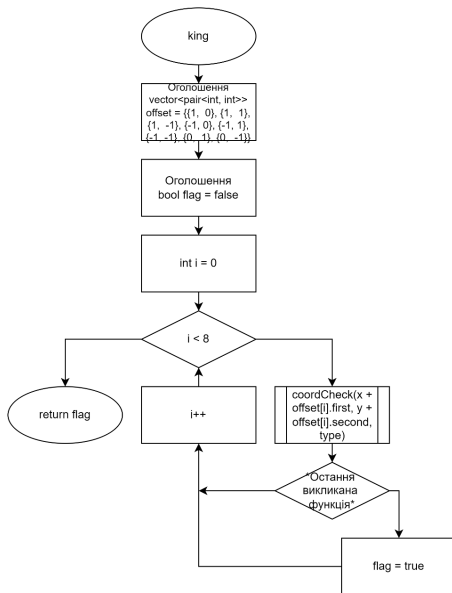 king
Оголошення
vector<pair<int, int>>
offset = {{1, 0}, {1, 1},
{1, -1}, {-1, 0}, {-1, 1},
{-1, -1}, {0, 1}, {0, -1}}
Оголошення
bool flag = false
int i = 0
i < 8
return flag
i++
coordCheck(x +
offset[i].first, y +
offset[i].second,
type)
*Остання
викликана
функція*
flag = true